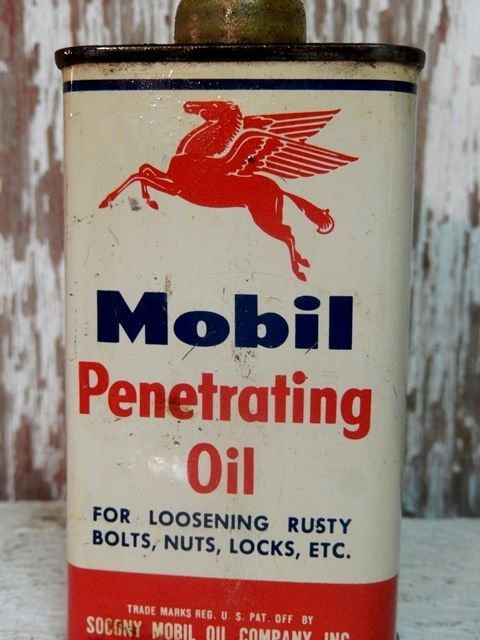 Mobil
Penetrating
Oil
FOR LOOSENING RUSTY
BOLTS, NUTS, LOCKS, ETC.
TRADE MARKS REG. U. S. PAT. OFF BY
SOCONY MOBIL OIL COMPANY, INC